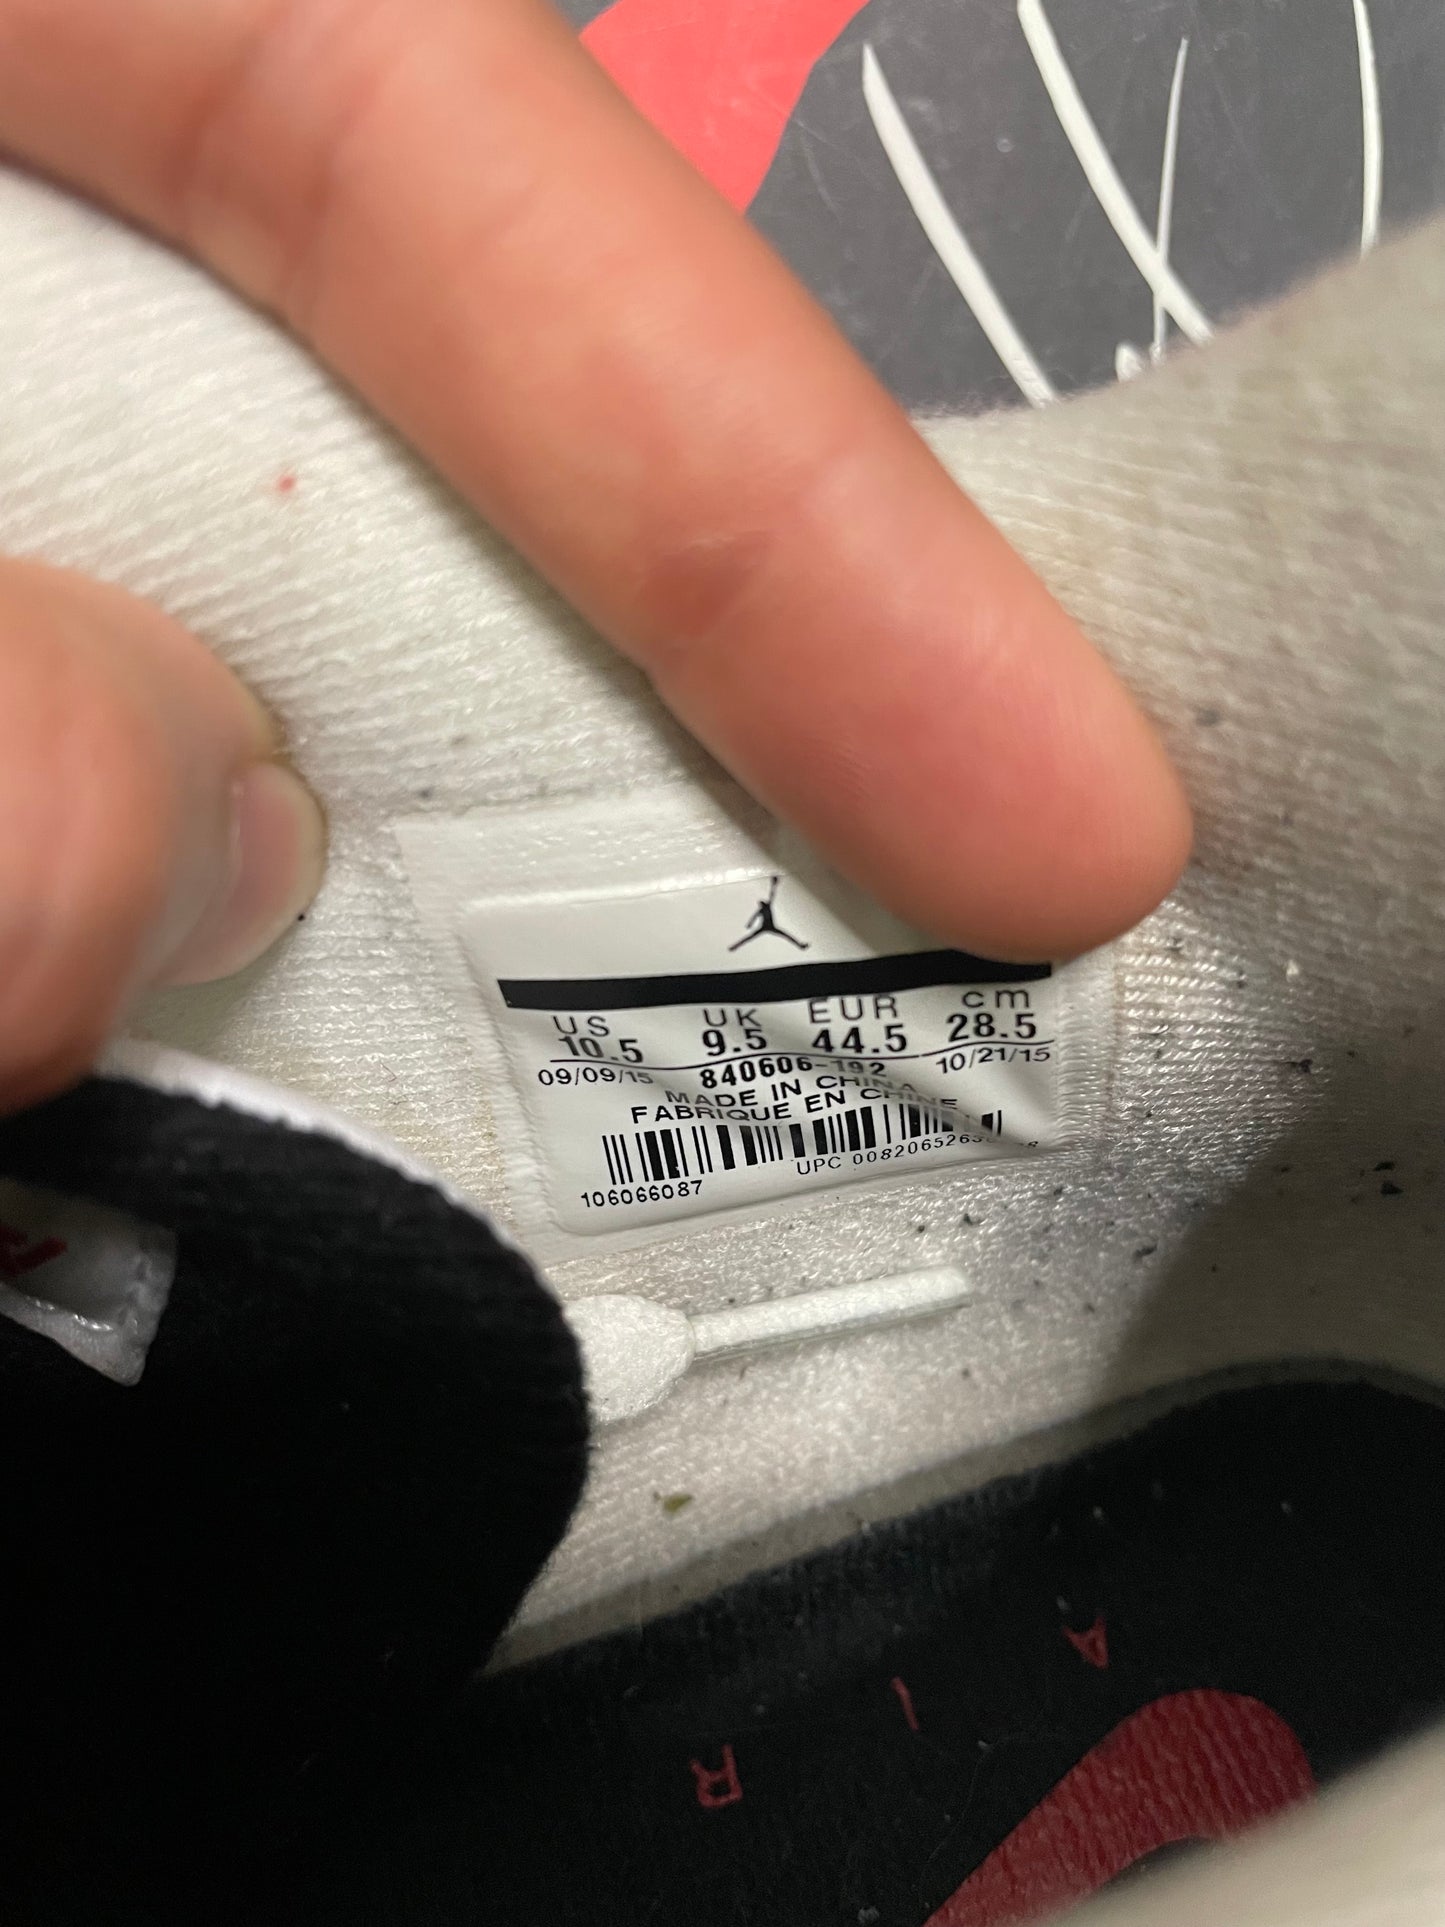 US UK EUR cm
10.5 9.5 44.5 28.5
09/09/15 840606-192 10/21/15
MADE IN CHINA
FABRIQUE EN CHINE
UPC
106066087
A I R